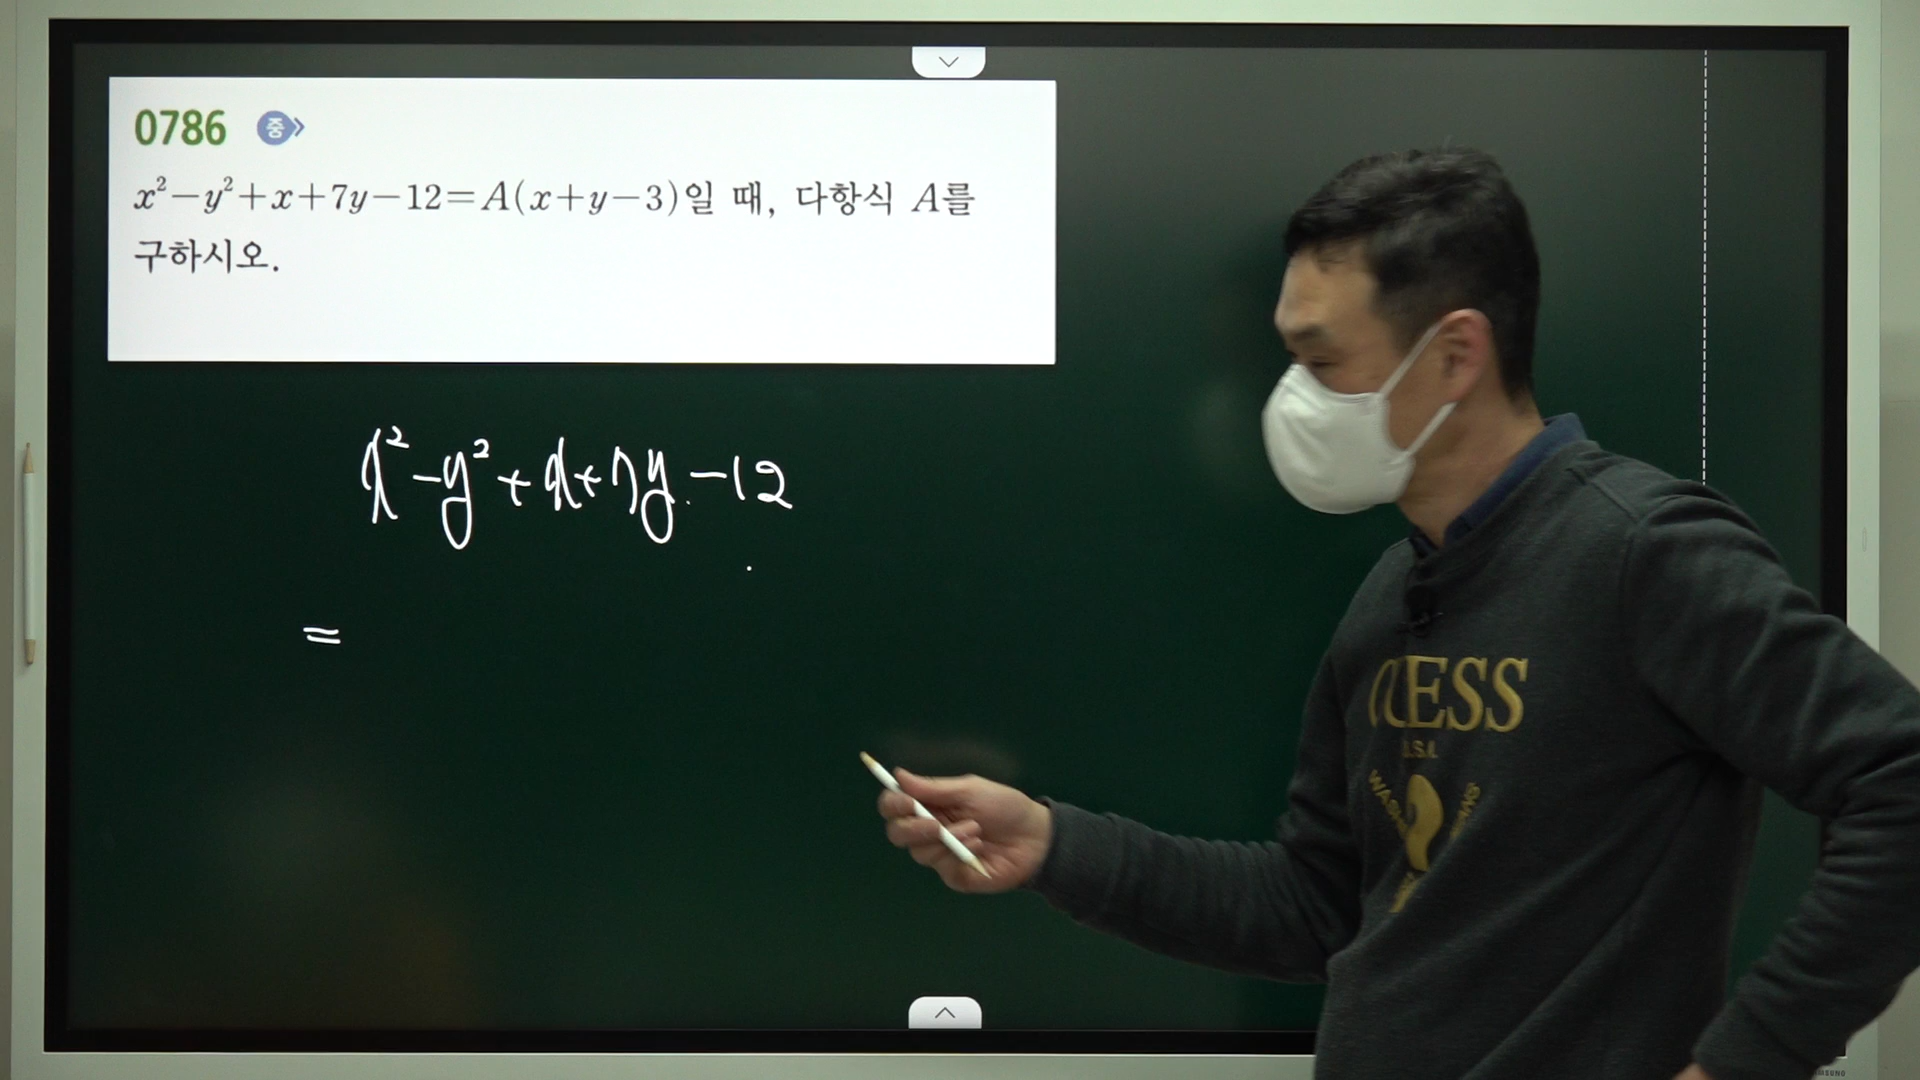 0786 중
x²-y²+x+7y-12=A(x+y-3)일 때, 다항식 A를
구하시오.
x²-y²+x+7y-12
=
GUESS
U.S.A.